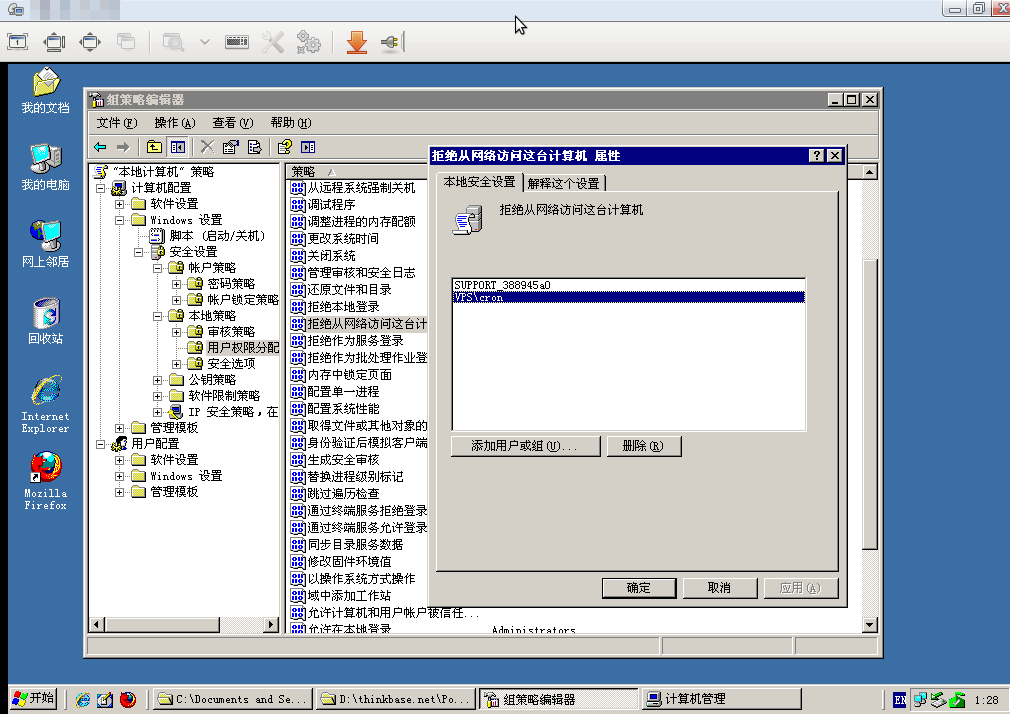 我的文档
我的电脑
网上邻居
回收站
Internet
Explorer
Mozilla
Firefox
组策略编辑器
文件(F) 操作(A) 查看(V) 帮助(H)
“本地计算机” 策略
计算机配置
软件设置
Windows 设置
脚本 (启动/关机)
安全设置
帐户策略
密码策略
帐户锁定策略
本地策略
审核策略
用户权限分配
安全选项
公钥策略
软件限制策略
IP 安全策略，在
管理模板
用户配置
软件设置
Windows 设置
管理模板
策略
从远程系统强制关机
调试程序
调整进程的内存配额
更改系统时间
关闭系统
管理审核和安全日志
还原文件和目录
拒绝本地登录
拒绝从网络访问这台计
拒绝作为服务登录
拒绝作为批处理作业登
内存中锁定页面
配置单一进程
配置系统性能
取得文件或其他对象的
身份验证后模拟客户端
生成安全审核
替换进程级别标记
跳过遍历检查
通过终端服务拒绝登录
通过终端服务允许登录
同步目录服务数据
修改固件环境值
以操作系统方式操作
域中添加工作站
允许计算机和用户帐户被信任...
允许在本地登录 Administrators
拒绝从网络访问这台计算机 属性
本地安全设置 解释这个设置
拒绝从网络访问这台计算机
SUPPORT_388945a0
VPS\cron
添加用户或组(U)... 删除(R)
确定 取消 应用(A)
开始 C:\Documents and Se... D:\thinkbase.net\Po... 组策略编辑器 计算机管理 EN 1:28